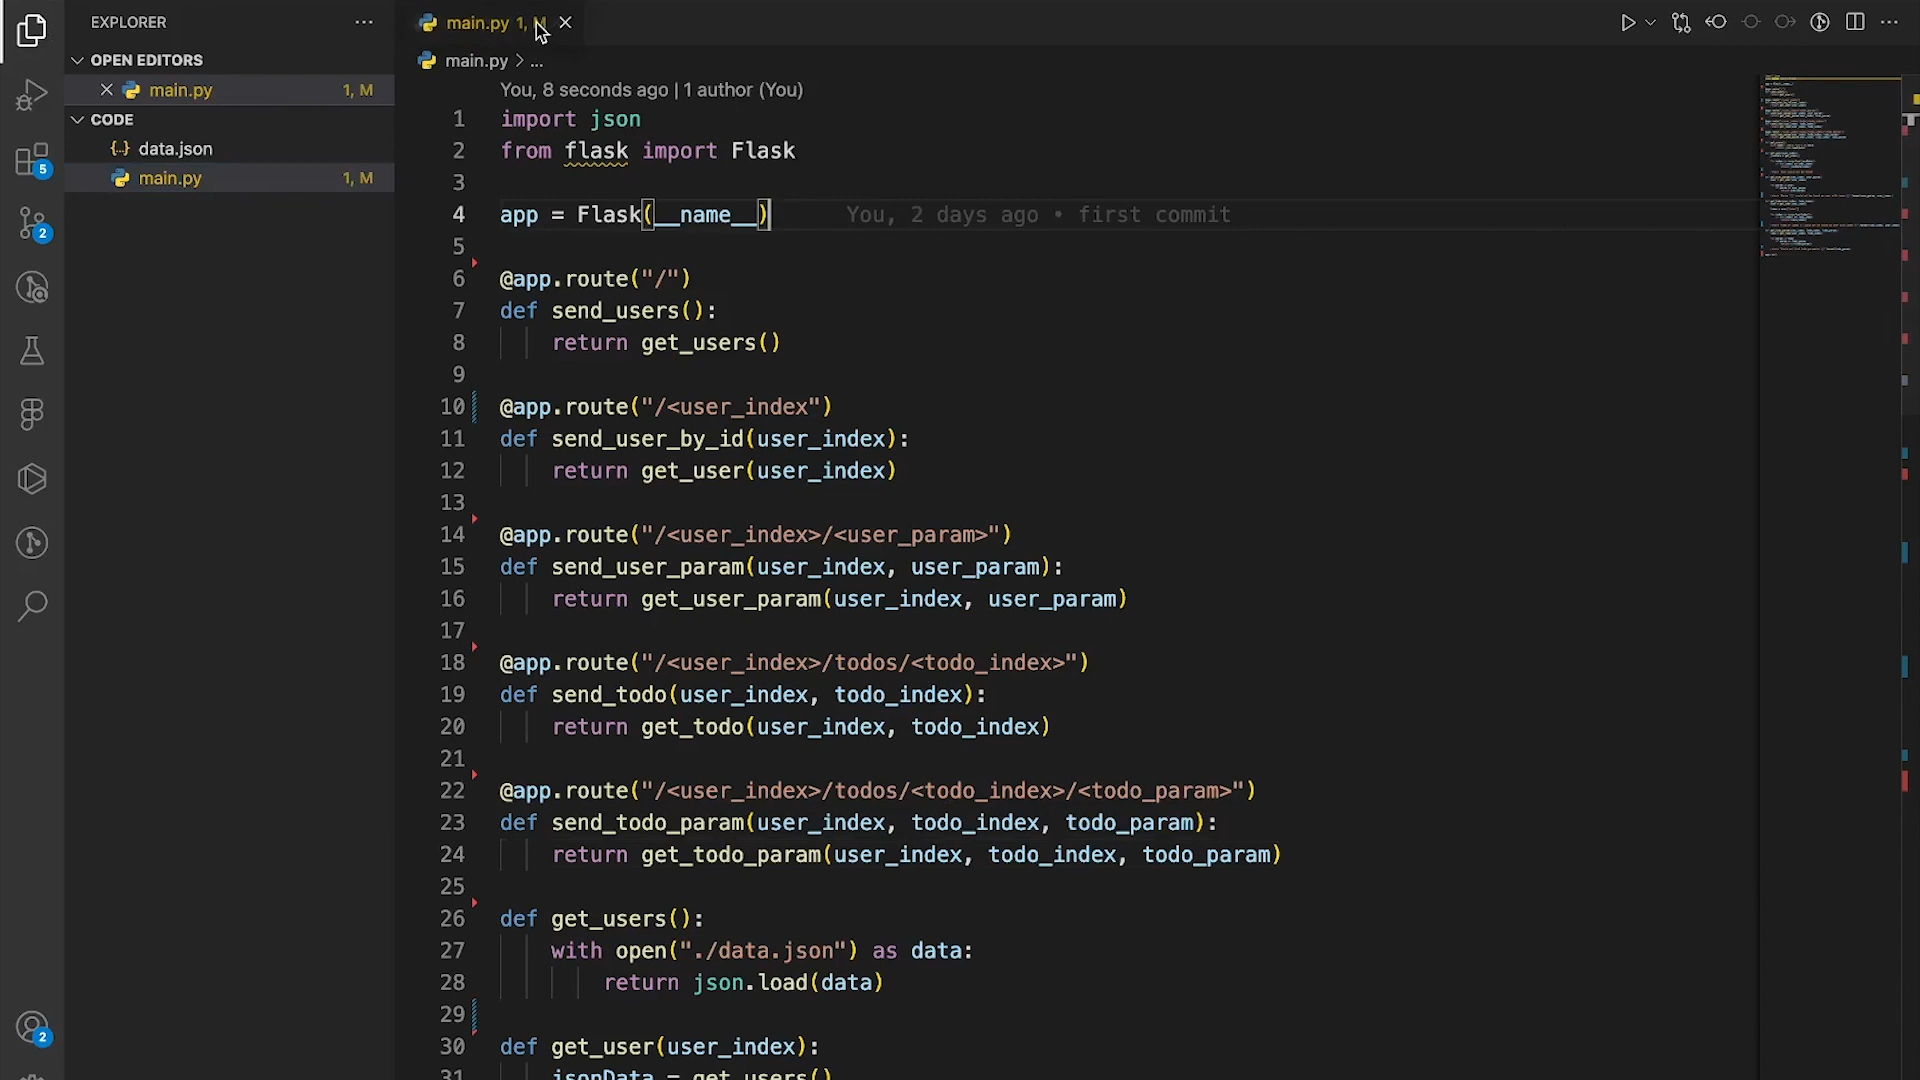 EXPLORER
OPEN EDITORS
main.py 1, M
CODE
data.json
main.py 1, M
5
2
2
main.py 1,
main.py > ...
You, 8 seconds ago | 1 author (You)
1 import json
2 from flask import Flask
3
4 app = Flask(__name__) You, 2 days ago • first commit
5
6 @app.route("/")
7 def send_users():
8 return get_users()
9
10 @app.route("/<user_index")
11 def send_user_by_id(user_index):
12 return get_user(user_index)
13
14 @app.route("/<user_index>/<user_param>")
15 def send_user_param(user_index, user_param):
16 return get_user_param(user_index, user_param)
17
18 @app.route("/<user_index>/todos/<todo_index>")
19 def send_todo(user_index, todo_index):
20 return get_todo(user_index, todo_index)
21
22 @app.route("/<user_index>/todos/<todo_index>/<todo_param>")
23 def send_todo_param(user_index, todo_index, todo_param):
24 return get_todo_param(user_index, todo_index, todo_param)
25
26 def get_users():
27 with open("./data.json") as data:
28 return json.load(data)
29
30 def get_user(user_index):
31 jsonData = get_users()